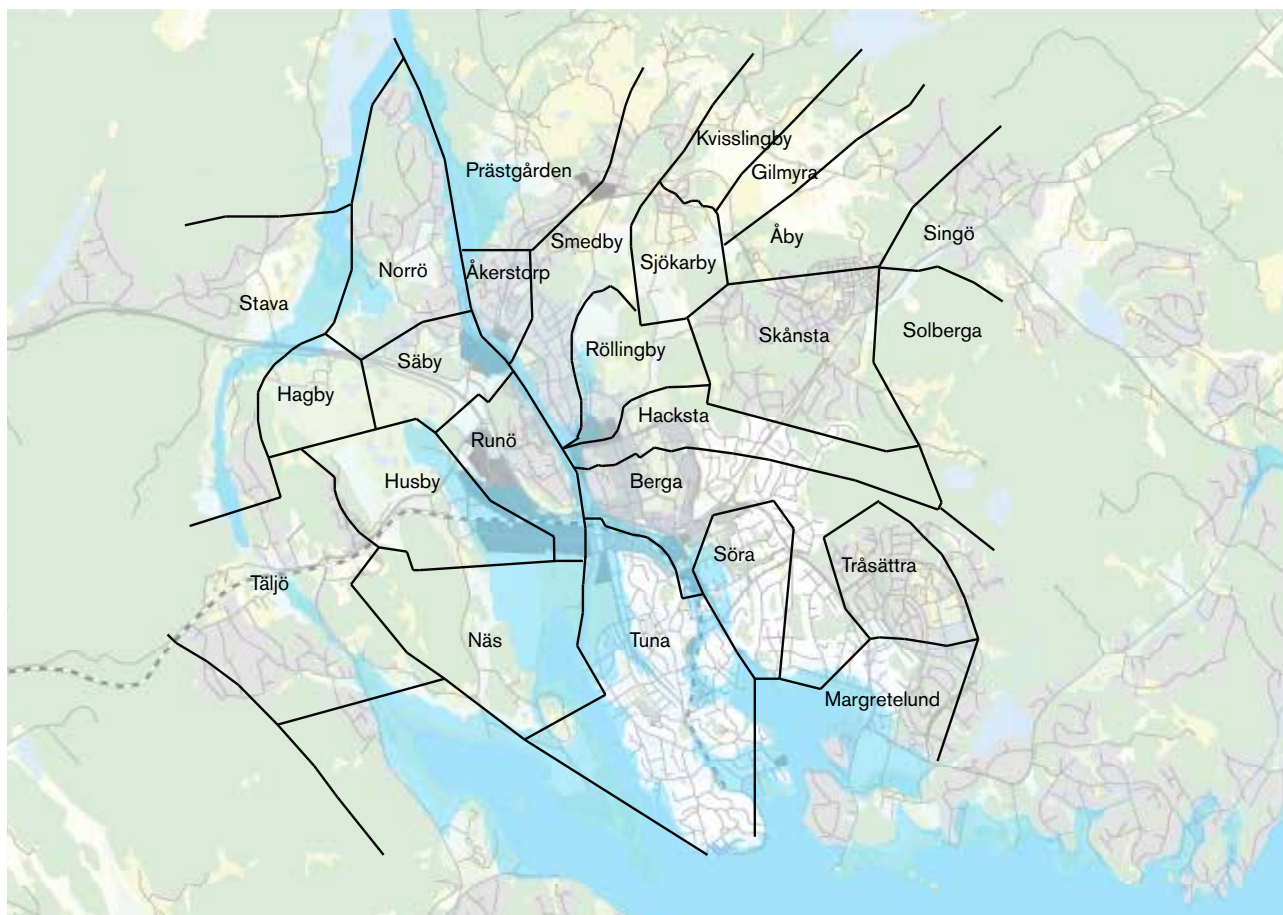 Kvisslingby
Prästgården
Gilmyra
Smedby
Åby
Singö
Sjökarby
Norrö
Åkerstorp
Stava
Solberga
Skånsta
Röllingby
Säby
Hagby
Hacksta
Runö
Husby
Berga
Söra
Tråsättra
Täljö
Näs
Tuna
Margretelund